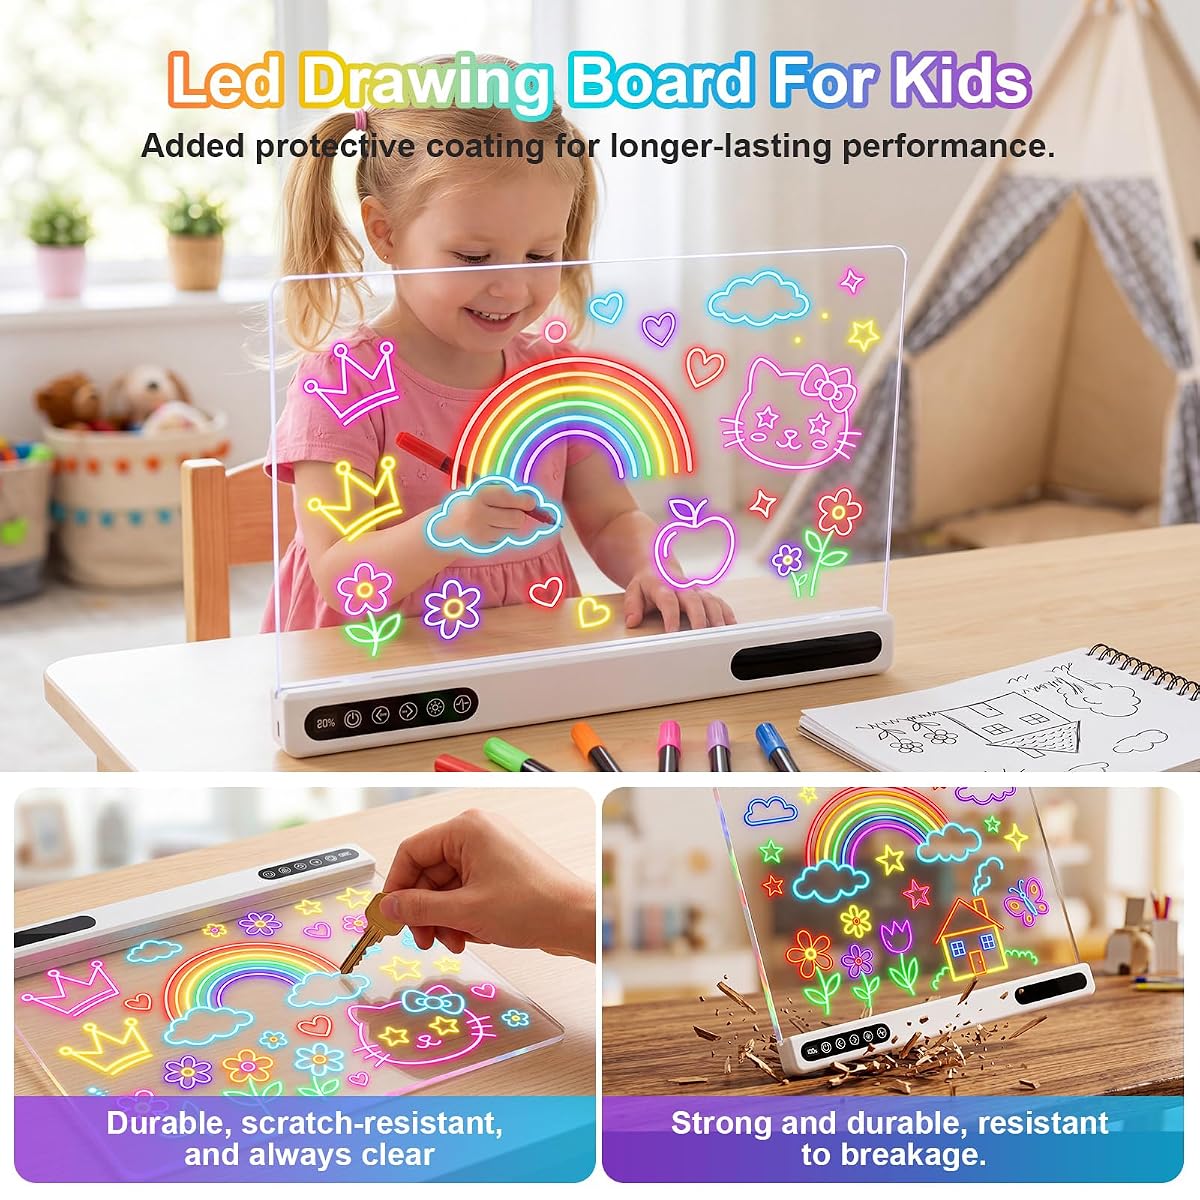 Led Drawing Board For Kids
Added protective coating for longer-lasting performance.
80%
Durable, scratch-resistant,
and always clear
Strong and durable, resistant
to breakage.